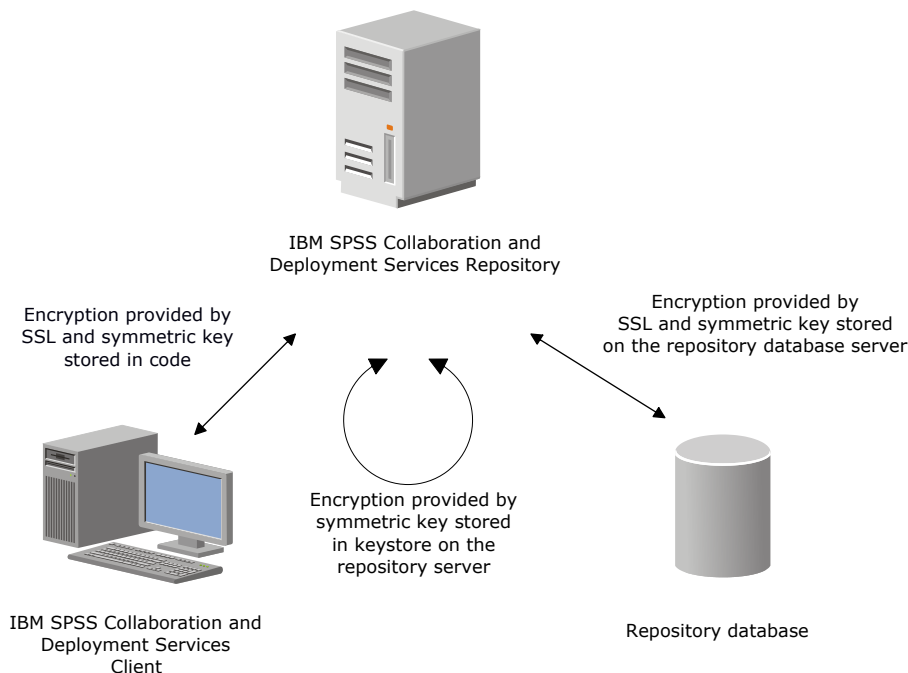 IBM SPSS Collaboration and
Deployment Services Repository
Encryption provided by
SSL and symmetric key
stored in code
Encryption provided by
SSL and symmetric key stored
on the repository database server
Encryption provided by
symmetric key stored
in keystore on the
repository server
IBM SPSS Collaboration and
Deployment Services
Client
Repository database